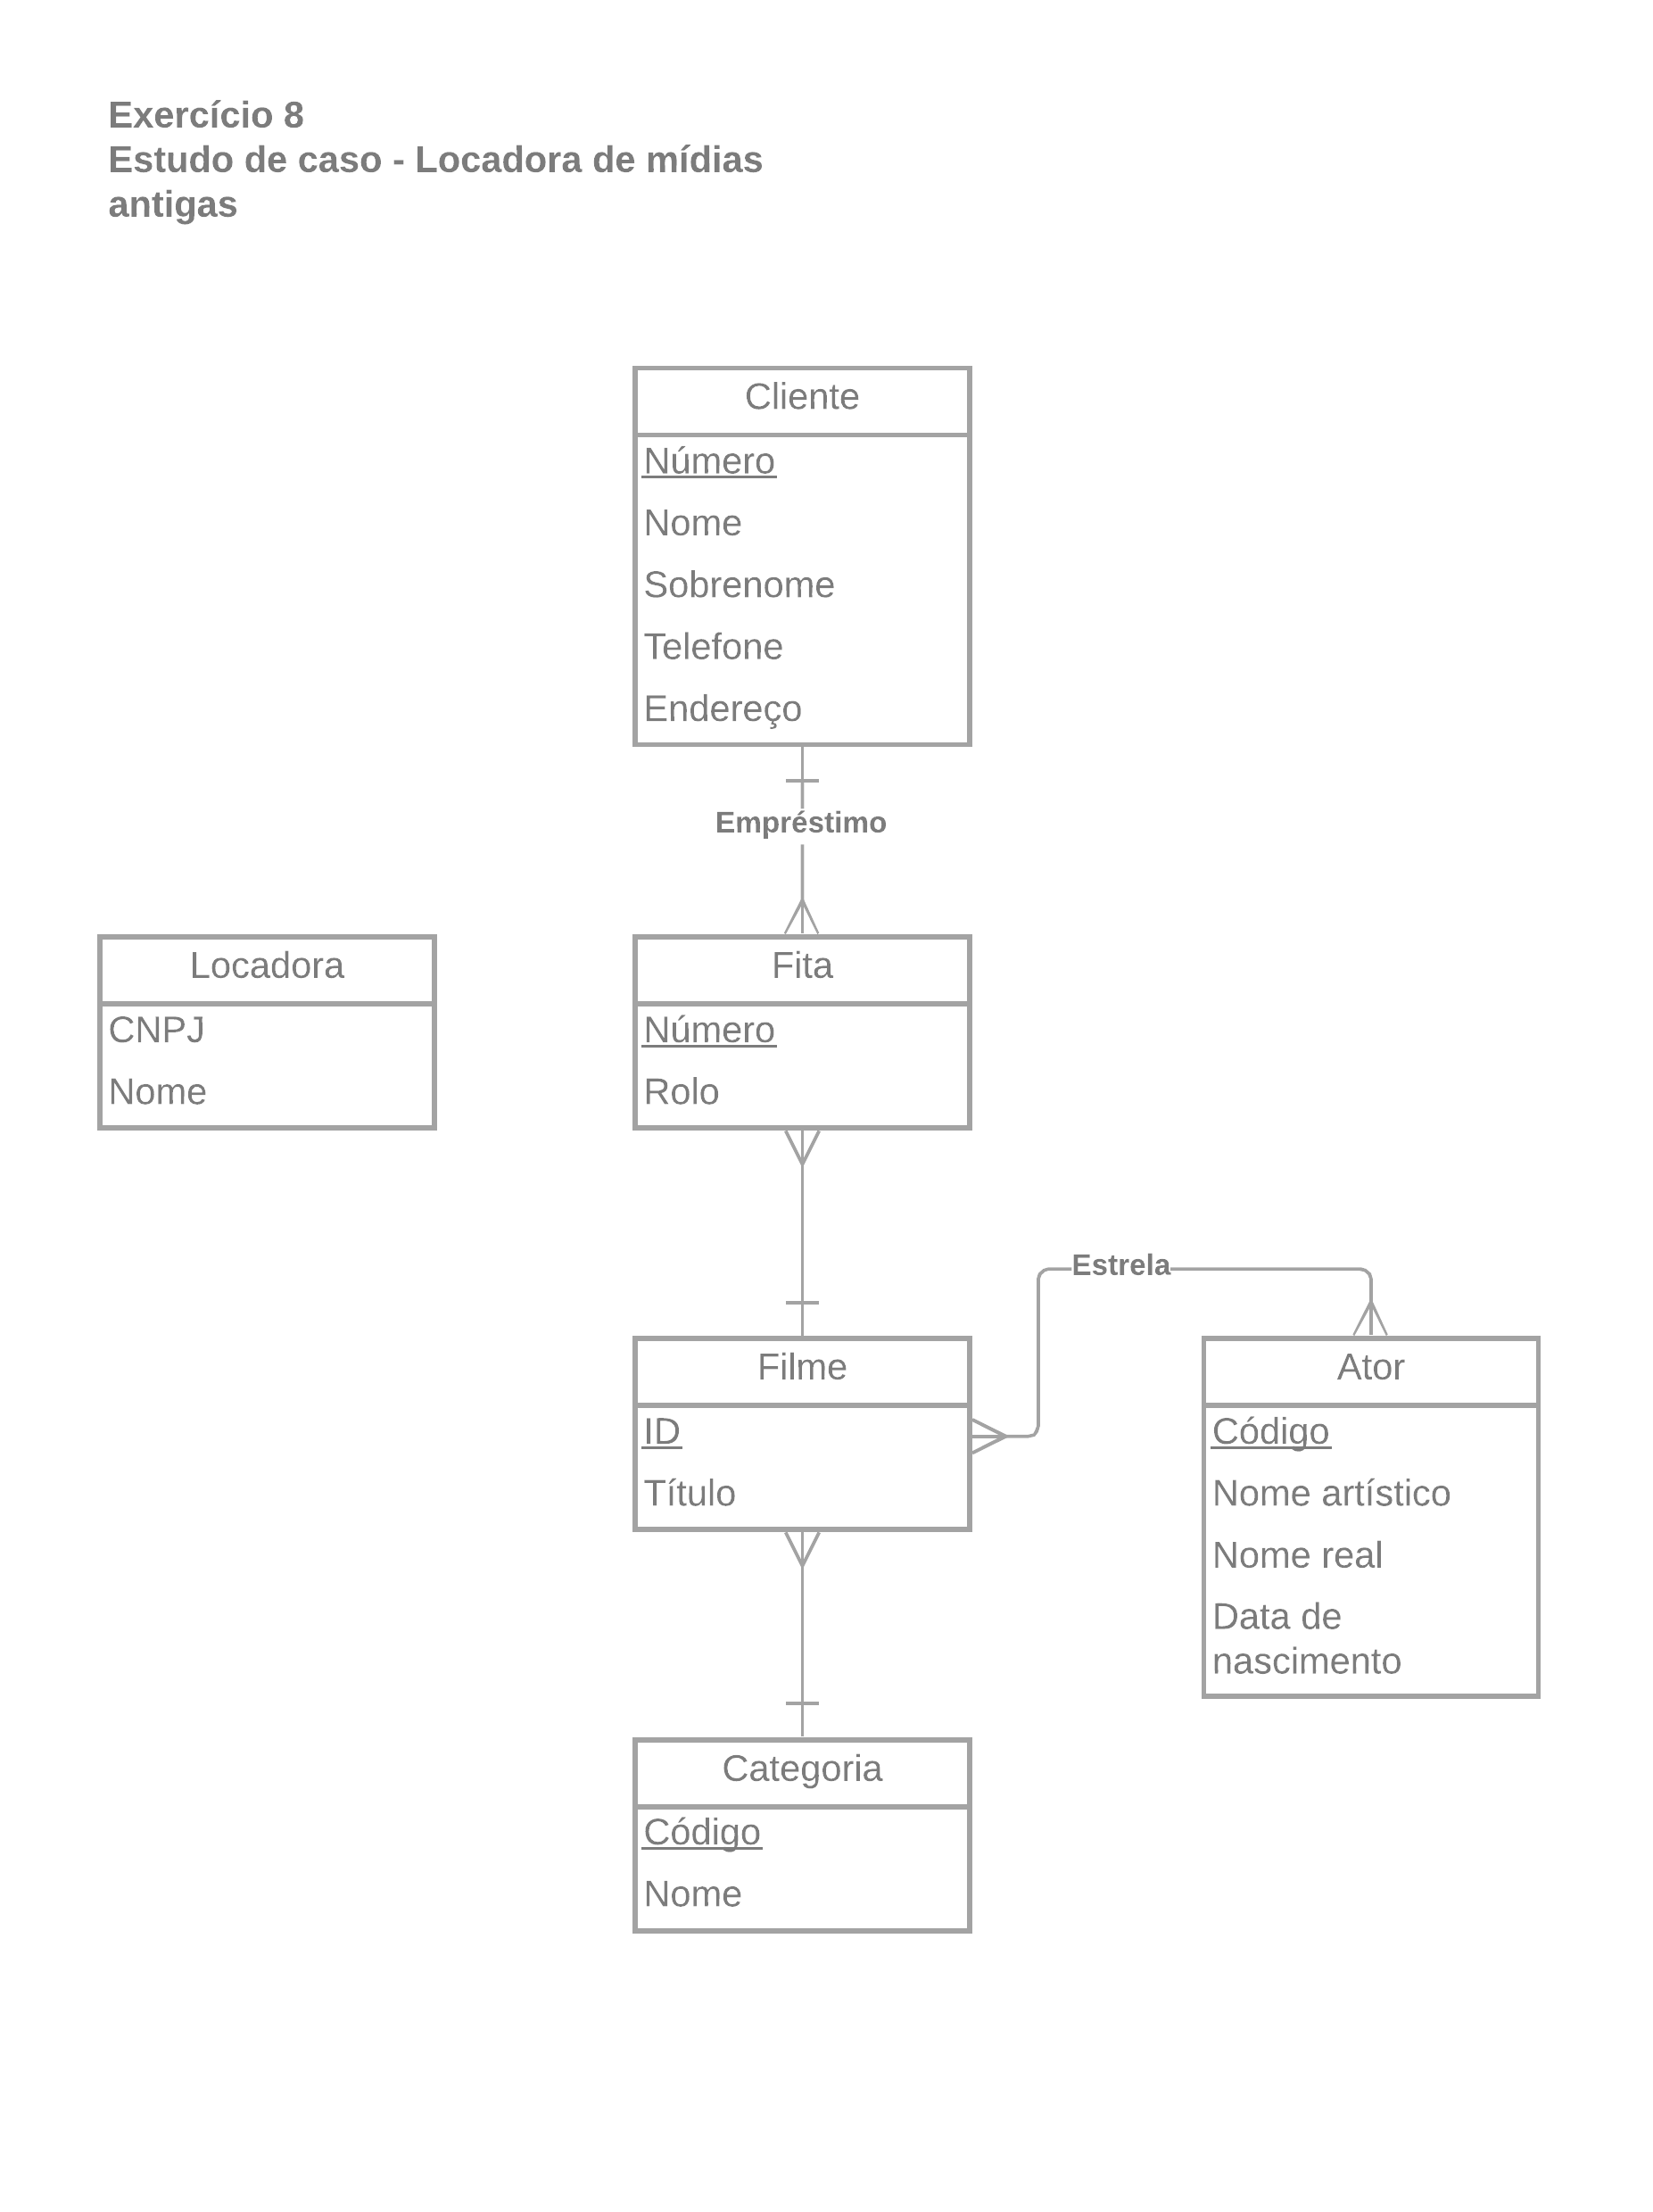 Exercício 8
Estudo de caso - Locadora de mídias
antigas
Cliente
Número
Nome
Sobrenome
Telefone
Endereço
Empréstimo
Locadora
CNPJ
Nome
Fita
Número
Rolo
Estrela
Filme
ID
Título
Ator
Código
Nome artístico
Nome real
Data de
nascimento
Categoria
Código
Nome